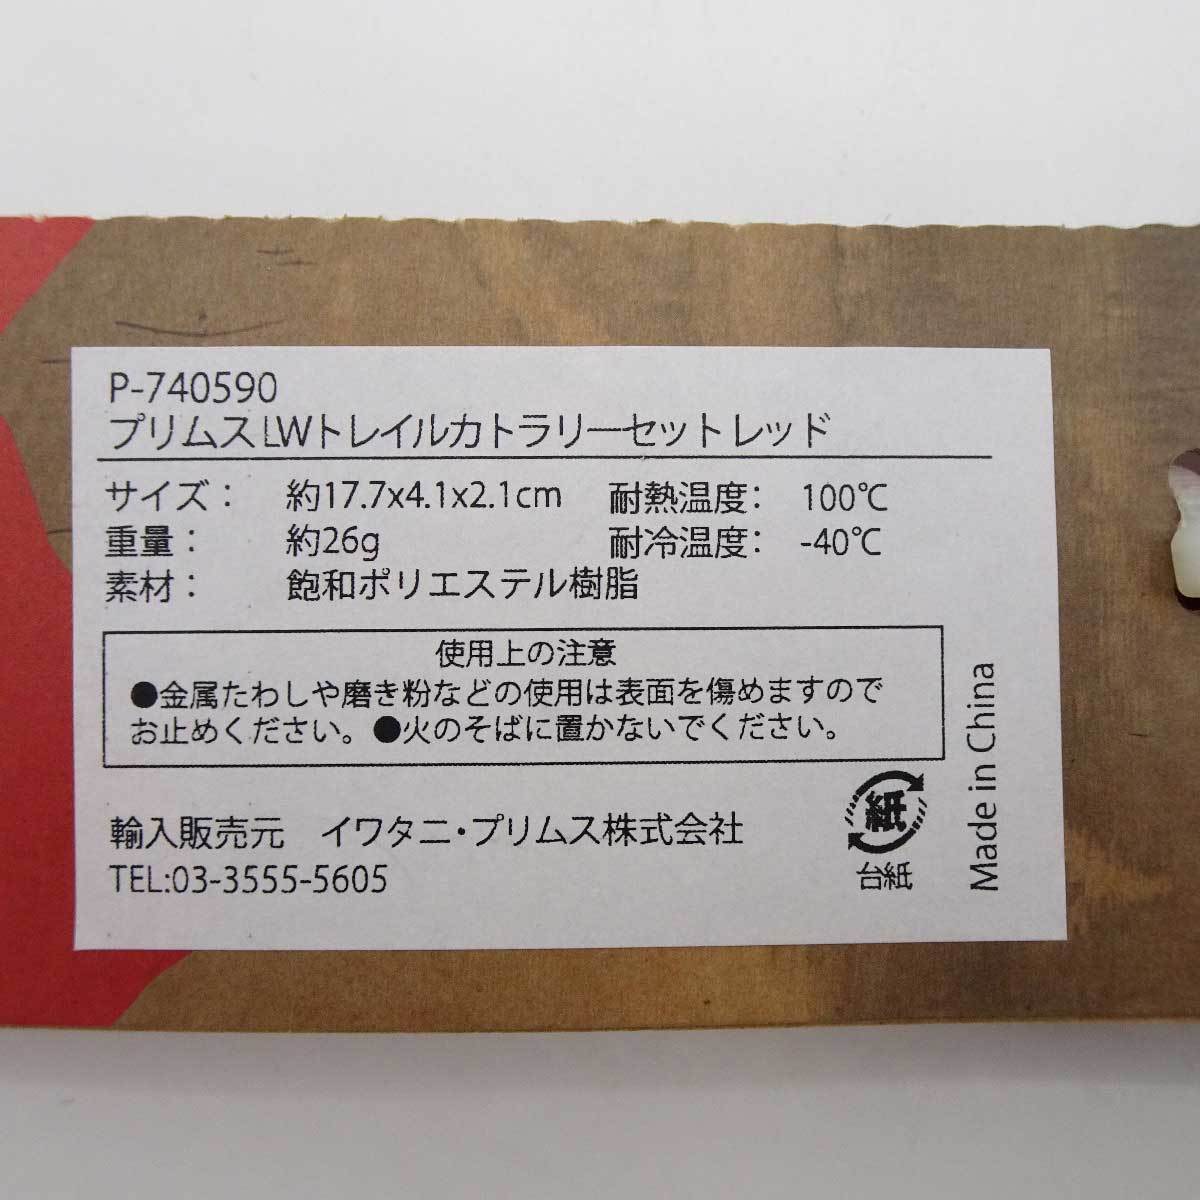 P-740590
プリムスLWトレイルカトラリーセットレッド
サイズ： 約17.7x4.1x2.1cm 耐熱温度： 100℃
重量： 約26g 耐冷温度： -40℃
素材： 飽和ポリエステル樹脂
使用上の注意
●金属たわしや磨き粉などの使用は表面を傷めますので
お止めください。●火のそばに置かないでください。
輸入販売元 イワタニ・プリムス株式会社
TEL:03-3555-5605
紙
台紙
Made in China